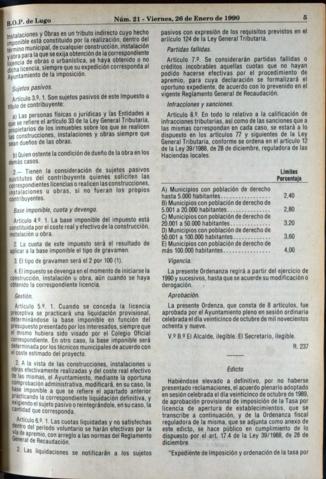 B.O.P. de Lugo
Núm. 21 - Viernes, 26 de Enero de 1990
5
Instalaciones y Obras es un tributo indirecto cuyo hecho
imponible está constituido por la realización, dentro del
término municipal, de cualquier construcción, instalación
y obra para la que se exija obtención de la correspondiente
licencia de obras o urbanística, se haya obtenido o no
dicha licencia, siempre que su expedición corresponda al
Ayuntamiento de la imposición.
Sujetos pasivos.
Artículo 3.º. 1. Son sujetos pasivos de este Impuesto a
título de contribuyente:
a) Las personas físicas o jurídicas y las Entidades a
que se refiere el artículo 33 de la Ley General Tributaria,
propietarios de los inmuebles sobre los que se realicen
las construcciones, instalaciones y obras siempre que
sean dueños de las obras.
b) Quien ostente la condición de dueño de la obra en los
demás casos.
2.— Tienen la consideración de sujetos pasivos
sustitutos del contribuyente quienes soliciten las
correspondientes licencias o realicen las construcciones,
instalaciones u obras, si no fueran los propios
contribuyentes.
Base imponible, cuota y devengo.
Artículo 4.º. 1. La base imponible del impuesto está
constituida por el coste real y efectivo de la construcción,
instalación u obra.
2. La cuota de este impuesto será el resultado de
aplicar a la base imponible el tipo de gravamen.
3. El tipo de gravamen será el 2 por 100 (1).
4. El impuesto se devenga en el momento de iniciarse la
construcción, instalación u obra, aún cuando se haya
obtenido la correspondiente licencia.
Gestión.
Artículo 5.º. 1. Cuando se conceda la licencia
preceptiva se practicará una liquidación provisional,
determinándose la base imponible en función del
presupuesto presentado por los interesados, siempre que
el mismo hubiera sido visado por el Colegio Oficial
correspondiente. En otro caso, la base imponible será
determinada por los técnicos municipales de acuerdo con
el coste estimado del proyecto.
2. A la vista de las construcciones, instalaciones u
obras efectivamente realizadas y del coste real efectivo
de las mismas, el Ayuntamiento, mediante la oportuna
comprobación administrativa, modificará, en su caso, la
base imponible a que se refiere el apartado anterior
practicando la correspondiente liquidación definitiva, y
exigiendo al sujeto pasivo o reintegrándole, en su caso, la
cantidad que corresponda.
Artículo 6.º. 1. Las cuotas liquidadas y no satisfechas
dentro del período voluntario se harán efectivas por la
vía de apremio, con arreglo a las normas del Reglamento
General de Recaudación.
2. Las liquidaciones se notificarán a los sujetos
pasivos con expresión de los requisitos previstos en el
artículo 124 de la Ley General Tributaria.
Partidas fallidas.
Artículo 7.º. Se considerarán partidas fallidas o
créditos incobrables aquellas cuotas que no hayan
podido hacerse efectivas por el procedimiento de
apremio, para cuya declaración se formalizará el
oportuno expediente, de acuerdo con lo prevenido en el
vigente Reglamento General de Recaudación.
Infracciones y sanciones.
Artículo 8.º. En todo lo relativo a la calificación de
infracciones tributarias, así como de las sanciones que a
las mismas correspondan en cada caso, se estará a lo
dispuesto en los artículos 77 y siguientes de la Ley
General Tributaria, conforme se ordena en el artículo 12
de la Ley 39/1988, de 28 de diciembre, reguladora de las
Haciendas locales.
Límites
Porcentaje
A) Municipios con población de derecho de
hasta 5.000 habitantes 2,40
B) Municipios con población de derecho de
5.001 a 20.000 habitantes 2,80
C) Municipios con población de derecho de
20.001 a 50.000 habitantes 3,20
D) Municipios con población de derecho de
50.001 a 100.000 habitantes 3,60
E) Municipios con población de derecho de
más 100.000 habitantes 4,00
Vigencia.
La presente Ordenanza regirá a partir del ejercicio de
1990 y sucesivos, hasta que se acuerde su modificación o
derogación.
Aprobación.
La presente Ordenza, que consta de 8 artículos, fue
aprobada por el Ayuntamiento pleno en sesión ordinaria
celebrada el día veinticinco de octubre de mil novecientos
ochenta y nueve.
V.º B.º El Alcalde, ilegible. El Secretario, ilegible.
R. 237
Edicto
Habiéndose elevado a definitivo, por no haberse
presentado reclamaciones, el acuerdo plenario adoptado
en sesión celebrada el día veinticinco de octubre de 1989,
de aprobación provisional de imposición de la Tasa por
licencia de apertura de establecimientos, que se
transcribe a continuación, y de la Ordenanza fiscal
reguladora de la misma, que se adjunta como anexo de
este edicto, se hace público en cumplimiento de lo
dispuesto por el art. 17.4 de la Ley 39/1988, de 28 de
diciembre:
"Expediente de imposición y ordenación de la tasa por